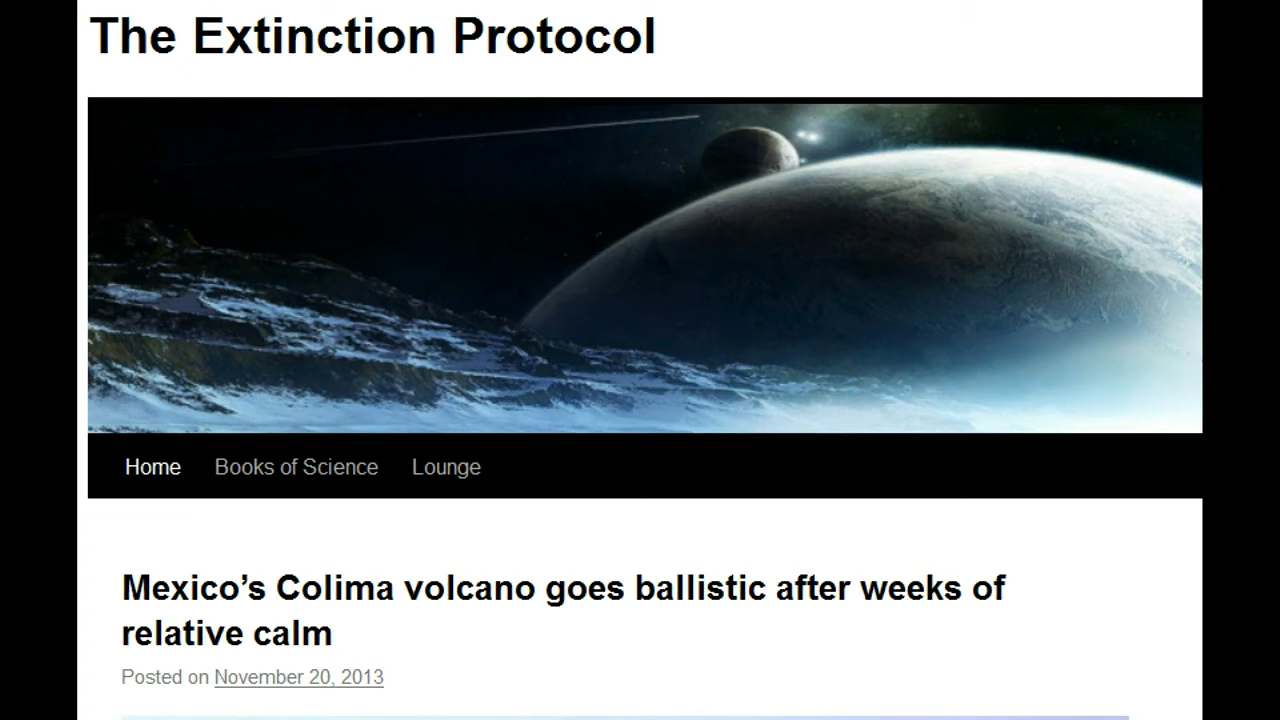 The Extinction Protocol
Home Books of Science Lounge
Mexico’s Colima volcano goes ballistic after weeks of
relative calm
Posted on November 20, 2013